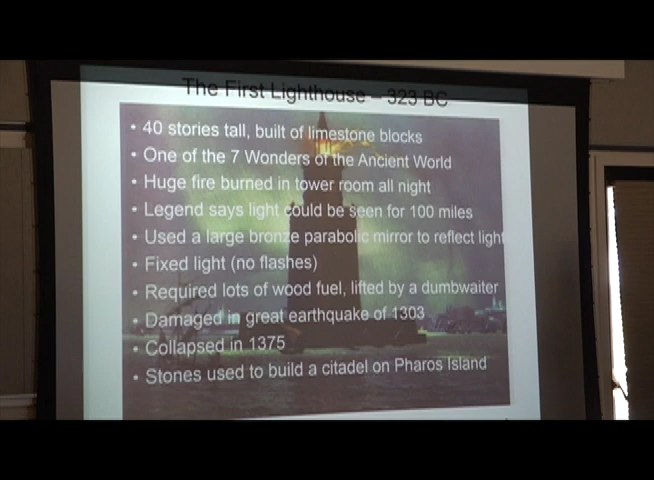 The First Lighthouse – 323 BC
• 40 stories tall, built of limestone blocks
• One of the 7 Wonders of the Ancient World
• Huge fire burned in tower room all night
• Legend says light could be seen for 100 miles
• Used a large bronze parabolic mirror to reflect light
• Fixed light (no flashes)
• Required lots of wood fuel, lifted by a dumbwaiter
• Damaged in great earthquake of 1303
• Collapsed in 1375
• Stones used to build a citadel on Pharos Island